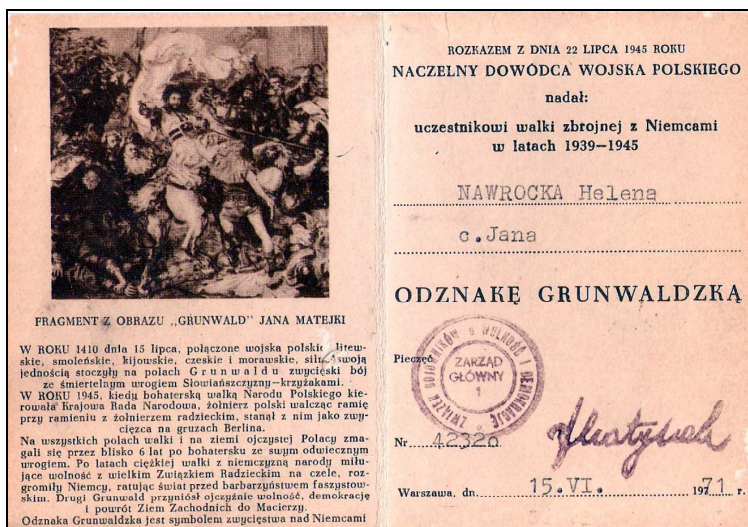 FRAGMENT Z OBRAZU „GRUNWALD" JANA MATEJKI
W ROKU 1410 dnia 15 lipca, połączone wojska polskie, litew-
skie, smoleńskie, kijowskie, czeskie i morawskie, silne swoją
jednością stoczyły na polach Grunwaldu zwycięski bój
ze śmiertelnym wrogiem Słowiańszczyzny—krzyżakami.
W ROKU 1945, kiedy bohaterską walką Narodu Polskiego kie-
rowała Krajowa Rada Narodowa, żołnierz polski walcząc ramię
przy ramieniu z żołnierzem radzieckim, stanął z nim jako zwy-
cięzca na gruzach Berlina.
Na wszystkich polach walki i na ziemi ojczystej Polacy zma-
gali się przez blisko 6 lat po bohatersku ze swym odwiecznym
wrogiem. Po latach ciężkiej walki z niemczyzną narody miłu-
jące wolność z wielkim Związkiem Radzieckim na czele, roz-
gromiły Niemcy, ratując świat przed barbarzyństwem faszystow-
skim. Drugi Grunwald przyniósł ojczyźnie wolność, demokrację
i powrót Ziem Zachodnich do Macierzy.
Odznaka Grunwaldzka jest symbolem zwycięstwa nad Niemcami
ROZKAZEM Z DNIA 22 LIPCA 1945 ROKU
NACZELNY DOWÓDCA WOJSKA POLSKIEGO
nadał:
uczestnikowi walki zbrojnej z Niemcami
w latach 1939—1945
NAWROCKA Helena
c.Jana
ODZNAKĘ GRUNWALDZKĄ
Pieczęć
ZWIĄZEK BOJOWNIKÓW O WOLNOŚĆ I DEMOKRACJĘ
ZARZĄD
GŁÓWNY
1
Nr. 42326
Warszawa, dn. 15.VI. 1971 r.